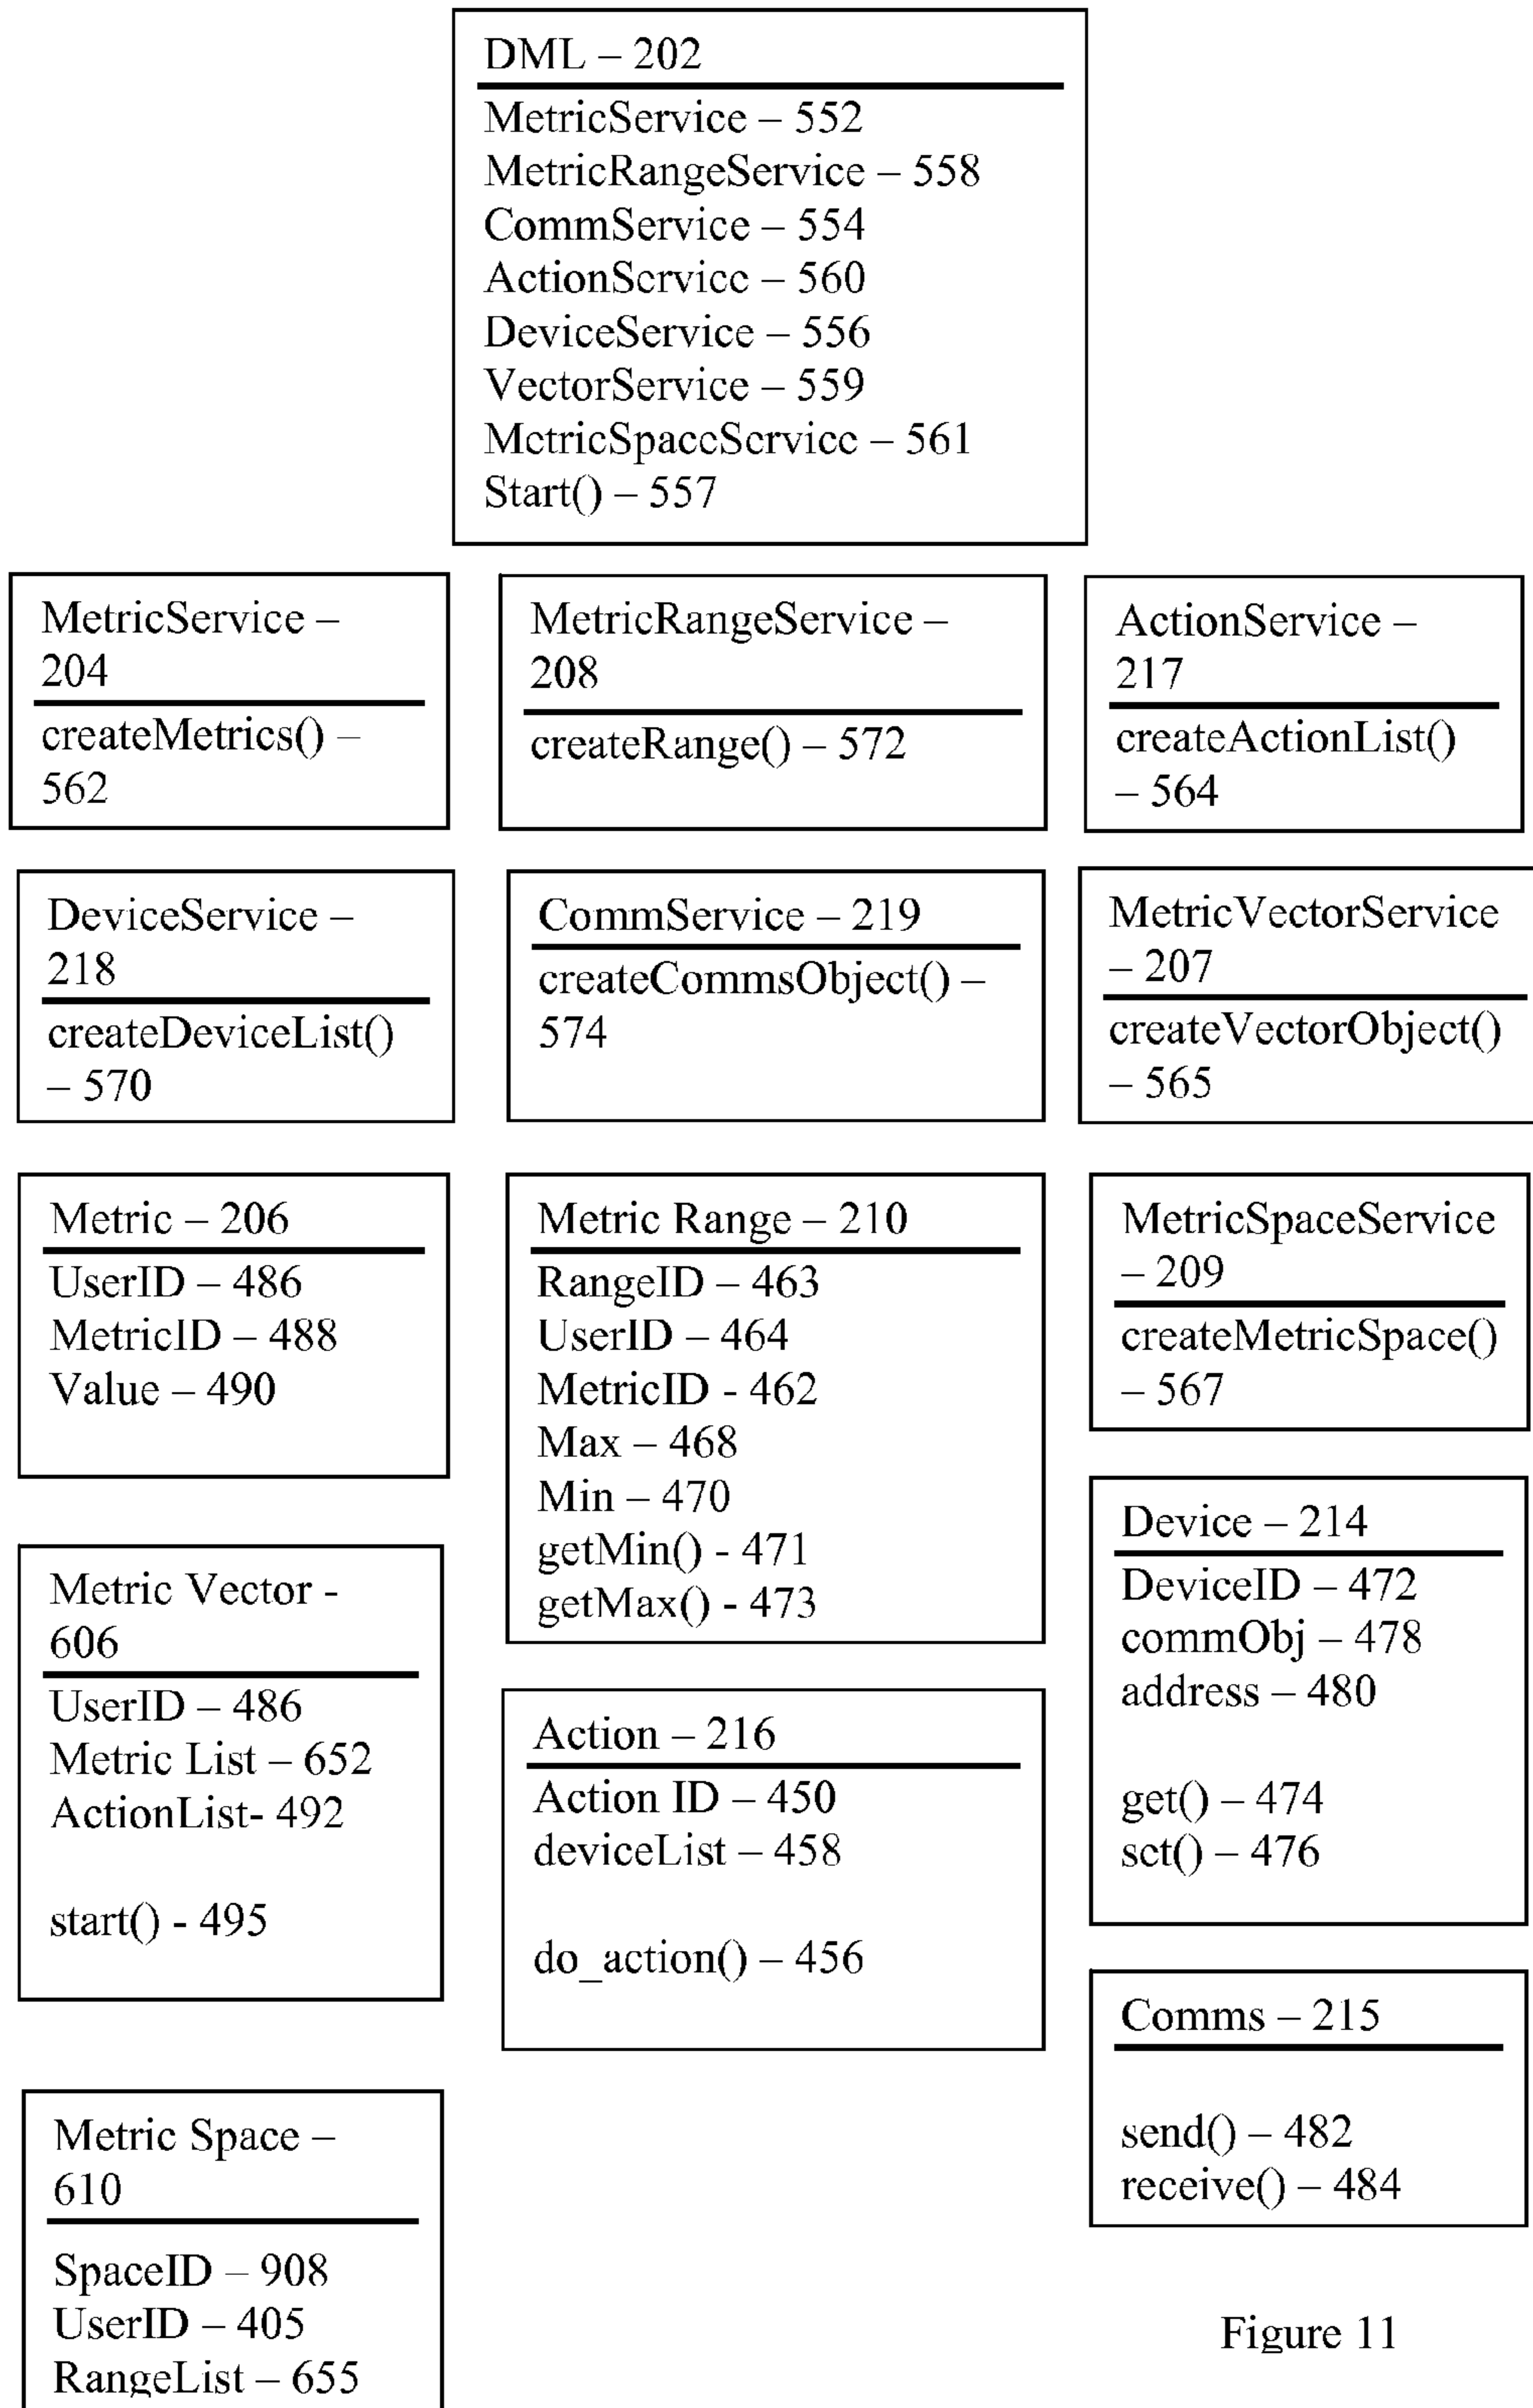 DML – 202
MetricService – 552
MetricRangeService – 558
CommService – 554
ActionService – 560
DeviceService – 556
VectorService – 559
MetricSpaceService – 561
Start() – 557
MetricService –
204
createMetrics() –
562
MetricRangeService –
208
createRange() – 572
ActionService –
217
createActionList()
– 564
DeviceService –
218
createDeviceList()
– 570
CommService – 219
createCommsObject() –
574
MetricVectorService
– 207
createVectorObject()
– 565
Metric – 206
UserID – 486
MetricID – 488
Value – 490
Metric Range – 210
RangeID – 463
UserID – 464
MetricID - 462
Max – 468
Min – 470
getMin() - 471
getMax() - 473
MetricSpaceService
– 209
createMetricSpace()
– 567
Device – 214
DeviceID – 472
commObj – 478
address – 480
get() – 474
set() – 476
Metric Vector -
606
UserID – 486
Metric List – 652
ActionList- 492
start() - 495
Action – 216
Action ID – 450
deviceList – 458
do_action() – 456
Comms – 215
send() – 482
receive() – 484
Metric Space –
610
SpaceID – 908
UserID – 405
RangeList – 655
Figure 11